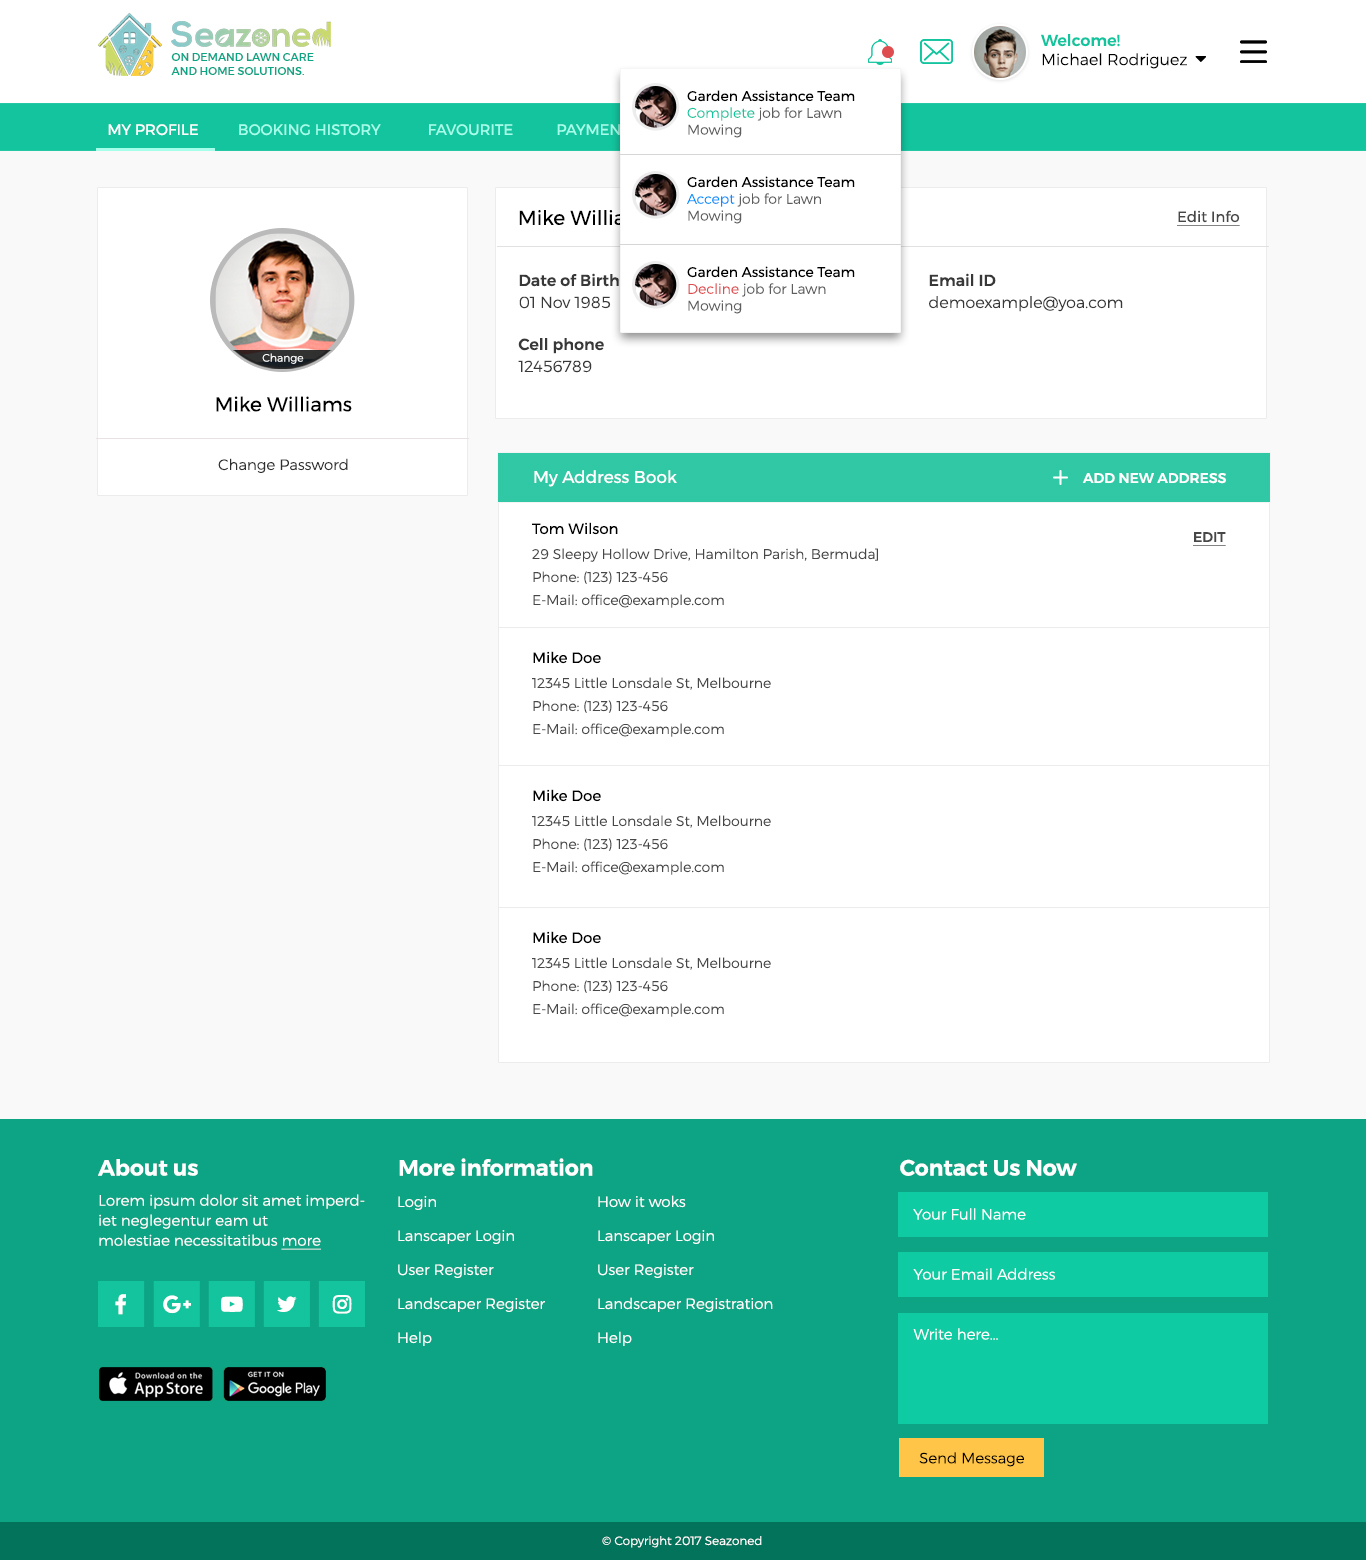 Seazoned
ON DEMAND LAWN CARE
AND HOME SOLUTIONS.
Welcome!
Michael Rodriguez
MY PROFILE
BOOKING HISTORY
FAVOURITE
PAYMEN
Garden Assistance Team
Complete job for Lawn
Mowing
Garden Assistance Team
Accept job for Lawn
Mowing
Garden Assistance Team
Decline job for Lawn
Mowing
Change
Mike Williams
Change Password
Mike Willia
Edit Info
Date of Birth
01 Nov 1985
Email ID
demoexample@yoa.com
Cell phone
12456789
My Address Book
ADD NEW ADDRESS
Tom Wilson
EDIT
29 Sleepy Hollow Drive, Hamilton Parish, Bermuda]
Phone: (123) 123-456
E-Mail: office@example.com
Mike Doe
12345 Little Lonsdale St, Melbourne
Phone: (123) 123-456
E-Mail: office@example.com
Mike Doe
12345 Little Lonsdale St, Melbourne
Phone: (123) 123-456
E-Mail: office@example.com
Mike Doe
12345 Little Lonsdale St, Melbourne
Phone: (123) 123-456
E-Mail: office@example.com
About us
Lorem ipsum dolor sit amet imperd-
iet neglegentur eam ut
molestiae necessitatibus more
G+
Download on the
App Store
GET IT ON
Google Play
More information
Login
Lanscaper Login
User Register
Landscaper Register
Help
How it woks
Lanscaper Login
User Register
Landscaper Registration
Help
Contact Us Now
Your Full Name
Your Email Address
Write here...
Send Message
© Copyright 2017 Seazoned